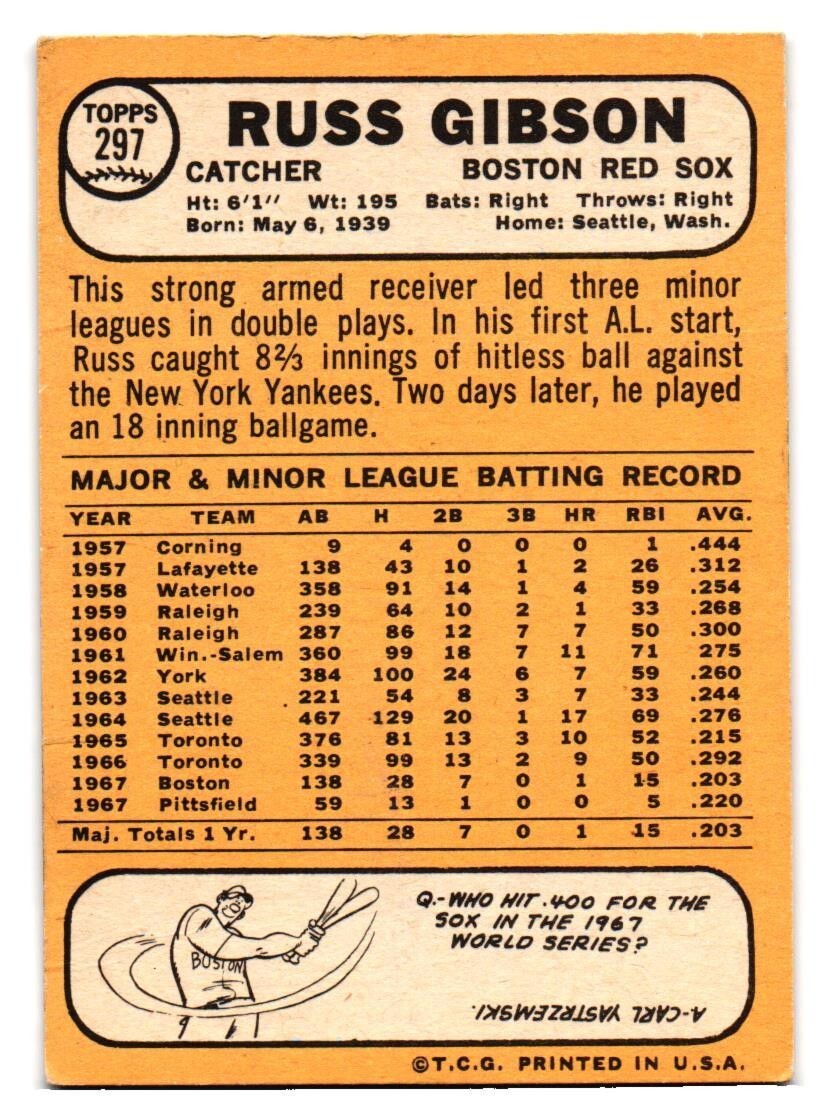 TOPPS
297
RUSS GIBSON
CATCHER BOSTON RED SOX
Ht: 6'1" Wt: 195 Bats: Right Throws: Right
Born: May 6, 1939 Home: Seattle, Wash.
This strong armed receiver led three minor
leagues in double plays. In his first A.L. start,
Russ caught 8⅔ innings of hitless ball against
the New York Yankees. Two days later, he played
an 18 inning ballgame.
MAJOR & MINOR LEAGUE BATTING RECORD
YEAR TEAM AB H 2B 3B HR RBI AVG.
1957 Corning 9 4 0 0 0 1 .444
1957 Lafayette 138 43 10 1 2 26 .312
1958 Waterloo 358 91 14 1 4 59 .254
1959 Raleigh 239 64 10 2 1 33 .268
1960 Raleigh 287 86 12 7 7 50 .300
1961 Win.-Salem 360 99 18 7 11 71 275
1962 York 384 100 24 6 7 59 .260
1963 Seattle 221 54 8 3 7 33 .244
1964 Seattle 467 129 20 1 17 69 .276
1965 Toronto 376 81 13 3 10 52 .215
1966 Toronto 339 99 13 2 9 50 .292
1967 Boston 138 28 7 0 1 15 .203
1967 Pittsfield 59 13 1 0 0 5 .220
Maj. Totals 1 Yr. 138 28 7 0 1 15 .203
BOSTON
Q.-WHO HIT .400 FOR THE
SOX IN THE 1967
WORLD SERIES?
A-CARL YASTRZEMSKI.
©T.C.G. PRINTED IN U.S.A.